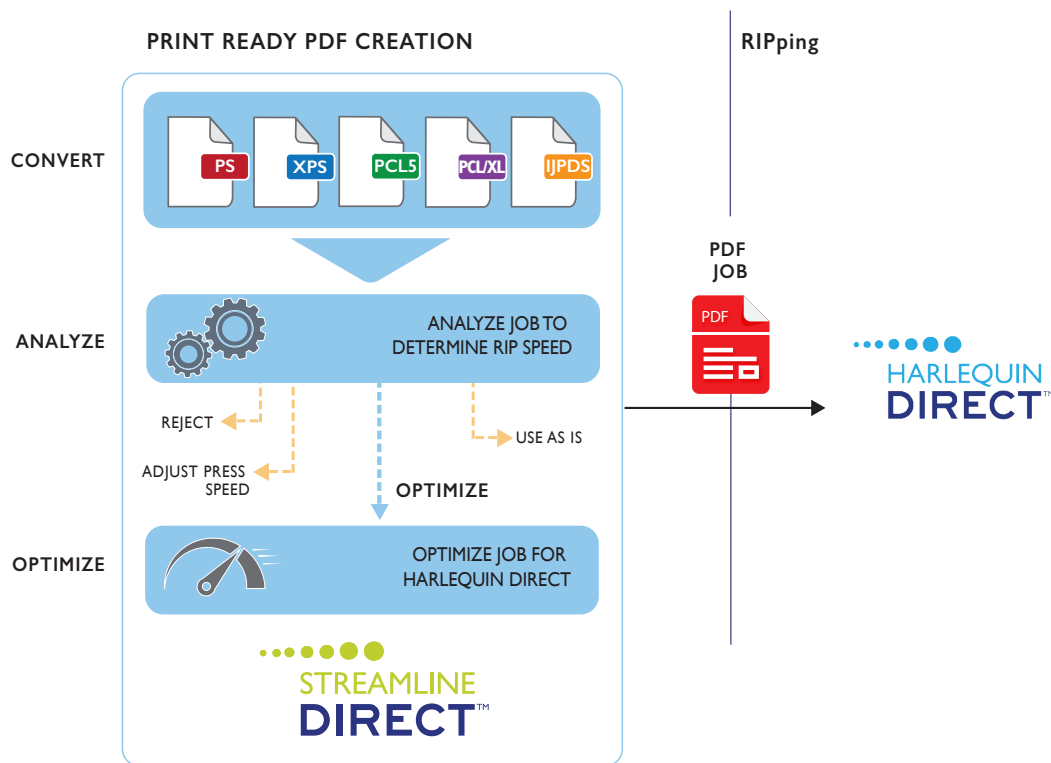 PRINT READY PDF CREATION
RIPping
CONVERT
PS
XPS
PCL5
PCL/XL
IJPDS
PDF
JOB
PDF
ANALYZE
ANALYZE JOB TO
DETERMINE RIP SPEED
HARLEQUIN
DIRECT™
REJECT
USE AS IS
ADJUST PRESS
SPEED
OPTIMIZE
OPTIMIZE
OPTIMIZE JOB FOR
HARLEQUIN DIRECT
STREAMLINE
DIRECT™